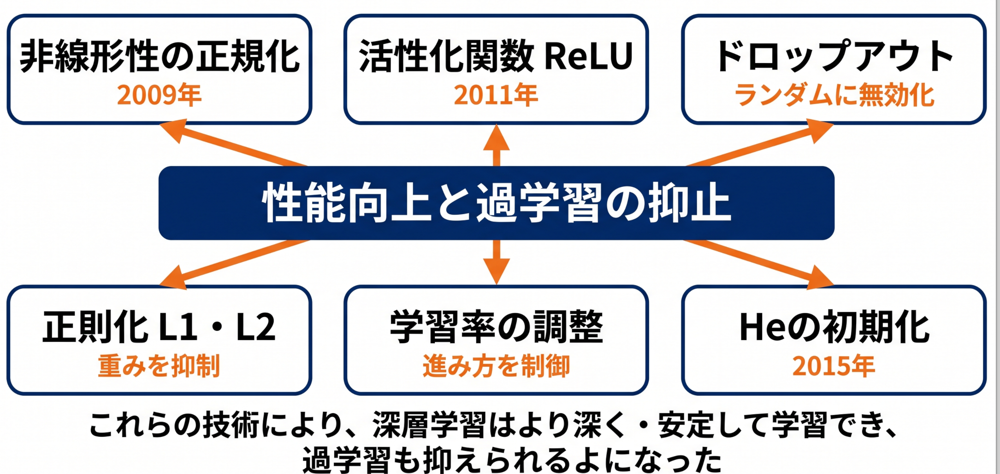 非線形性の正規化
2009年
活性化関数 ReLU
2011年
ドロップアウト
ランダムに無効化
性能向上と過学習の抑止
正則化 L1・L2
重みを抑制
学習率の調整
進み方を制御
Heの初期化
2015年
これらの技術により、深層学習はより深く・安定して学習でき、
過学習も抑えられるよになった